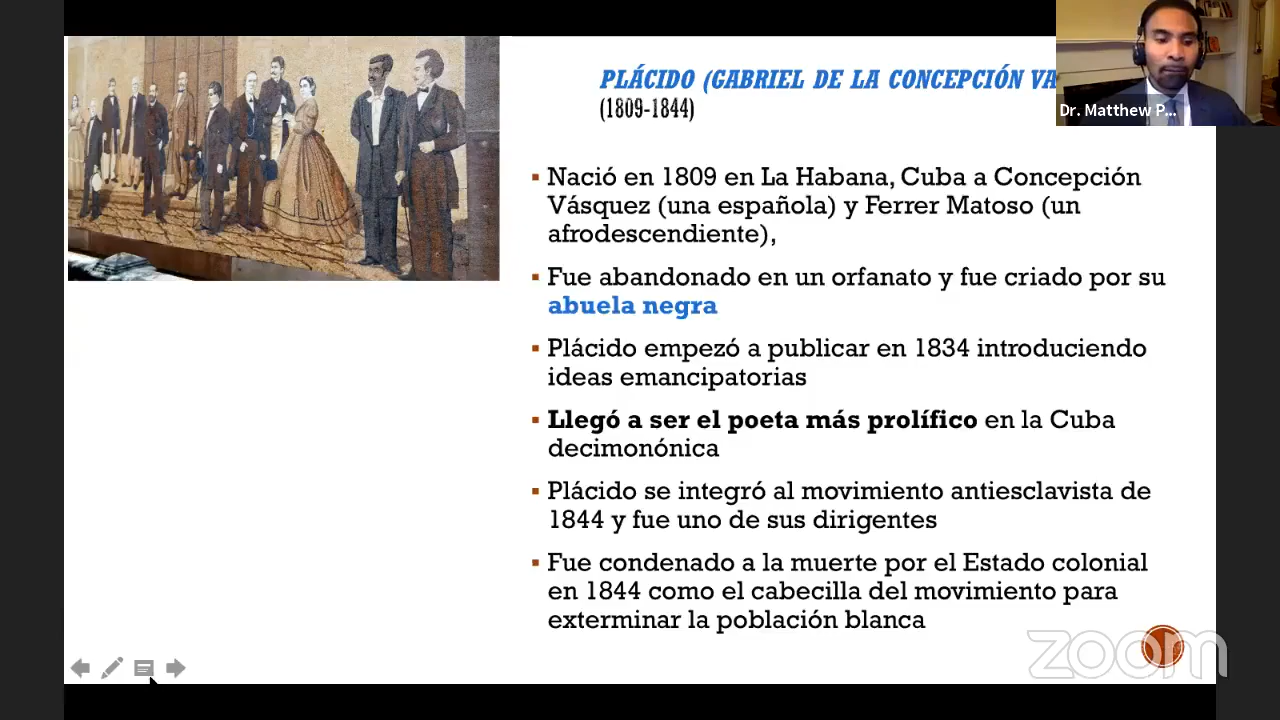 PLÁCIDO (GABRIEL DE LA CONCEPCIÓN VA
(1809-1844)
Dr. Matthew P...
▪ Nació en 1809 en La Habana, Cuba a Concepción
Vásquez (una española) y Ferrer Matoso (un
afrodescendiente),
▪ Fue abandonado en un orfanato y fue criado por su
abuela negra
▪ Plácido empezó a publicar en 1834 introduciendo
ideas emancipatorias
▪ Llegó a ser el poeta más prolífico en la Cuba
decimonónica
▪ Plácido se integró al movimiento antiesclavista de
1844 y fue uno de sus dirigentes
▪ Fue condenado a la muerte por el Estado colonial
en 1844 como el cabecilla del movimiento para
exterminar la población blanca
zoom